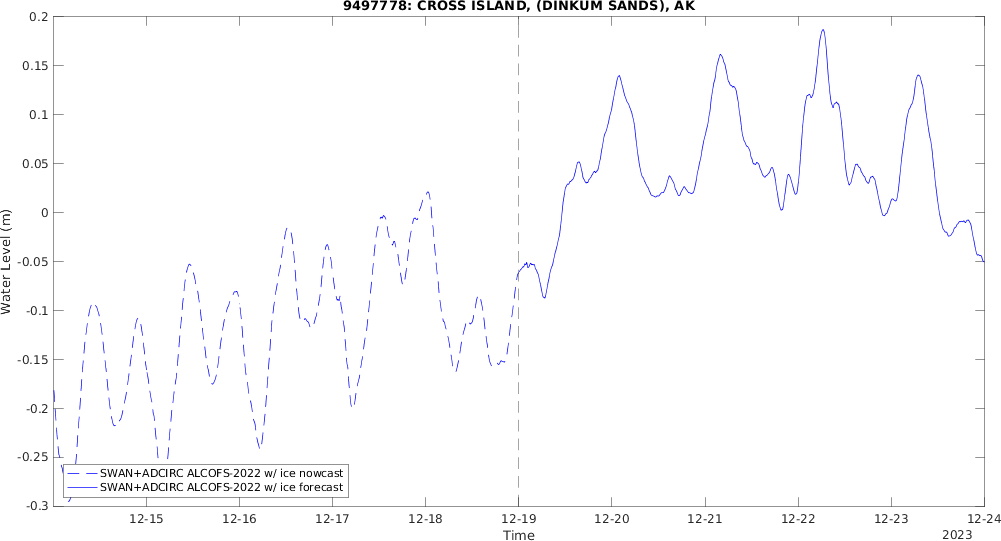 9497778: CROSS ISLAND, (DINKUM SANDS), AK
0.2
0.15
0.1
0.05
0
-0.05
-0.1
-0.15
-0.2
-0.25
-0.3
Water Level (m)
SWAN+ADCIRC ALCOFS-2022 w/ ice nowcast
SWAN+ADCIRC ALCOFS-2022 w/ ice forecast
12-15 12-16 12-17 12-18 12-19 12-20 12-21 12-22 12-23 12-24
Time
2023